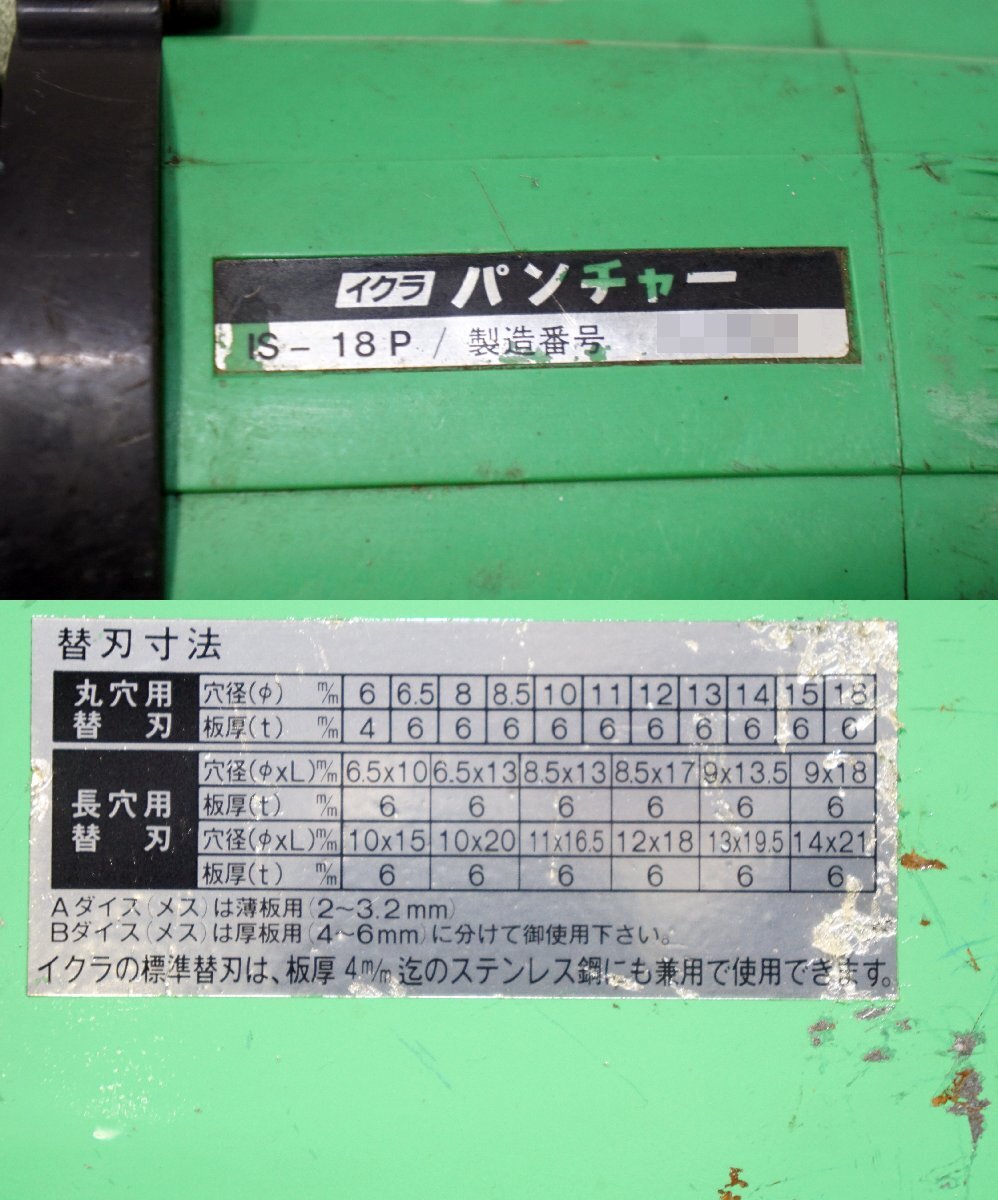 イクラ パンチャー
IS-18P / 製造番号
替刃寸法
丸穴用 替刃
穴径(φ) m/m 6 6.5 8 8.5 10 11 12 13 14 15 18
板厚(t) m/m 4 6 6 6 6 6 6 6 6 6 6
長穴用 替刃
穴径(φxL) m/m 6.5x10 6.5x13 8.5x13 8.5x17 9x13.5 9x18
板厚(t) m/m 6 6 6 6 6 6
穴径(φxL) m/m 10x15 10x20 11x16.5 12x18 13x19.5 14x21
板厚(t) m/m 6 6 6 6 6 6
Aダイス(メス)は薄板用(2~3.2mm)
Bダイス(メス)は厚板用(4~6mm)に分けて御使用下さい。
イクラの標準替刃は、板厚4m/m迄のステンレス鋼にも兼用で使用できます。